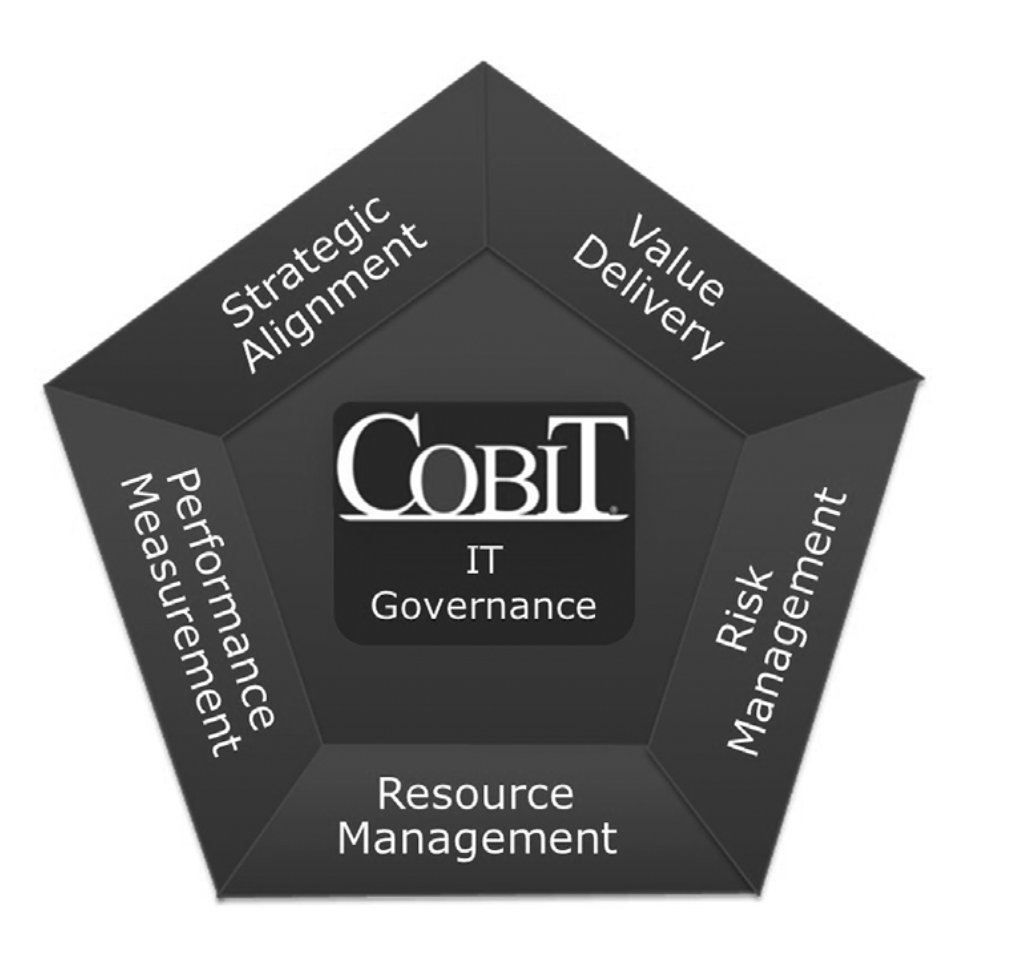 Strategic
Alignment
Value
Delivery
COBIT®
IT
Governance
Performance
Measurement
Risk
Management
Resource
Management